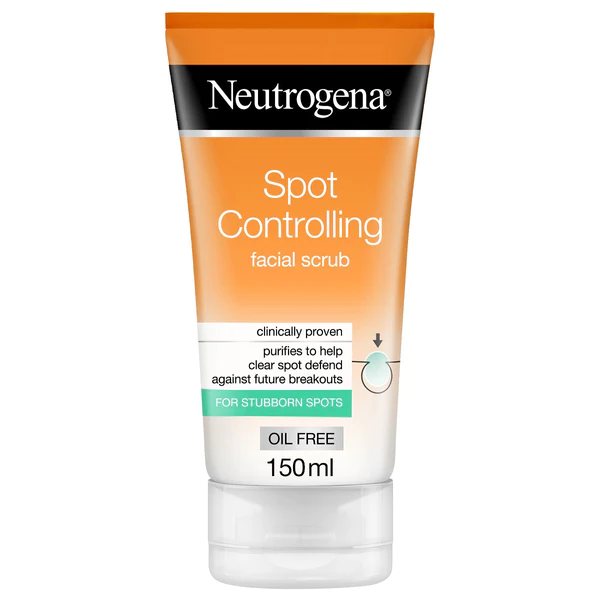 Neutrogena®
Spot
Controlling
facial scrub
clinically proven
purifies to help
clear spot defend
against future breakouts
FOR STUBBORN SPOTS
OIL FREE
150ml